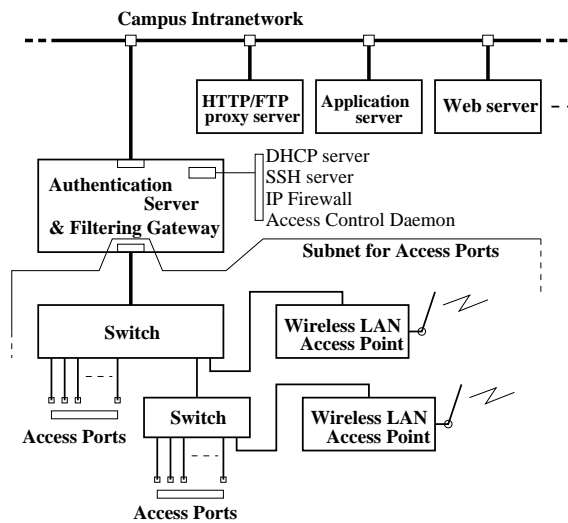 Campus Intranetwork
HTTP/FTP
proxy server
Application
server
Web server
DHCP server
SSH server
IP Firewall
Access Control Daemon
Authentication
Server
& Filtering Gateway
Subnet for Access Ports
Switch
Wireless LAN
Access Point
Access Ports
Switch
Wireless LAN
Access Point
Access Ports